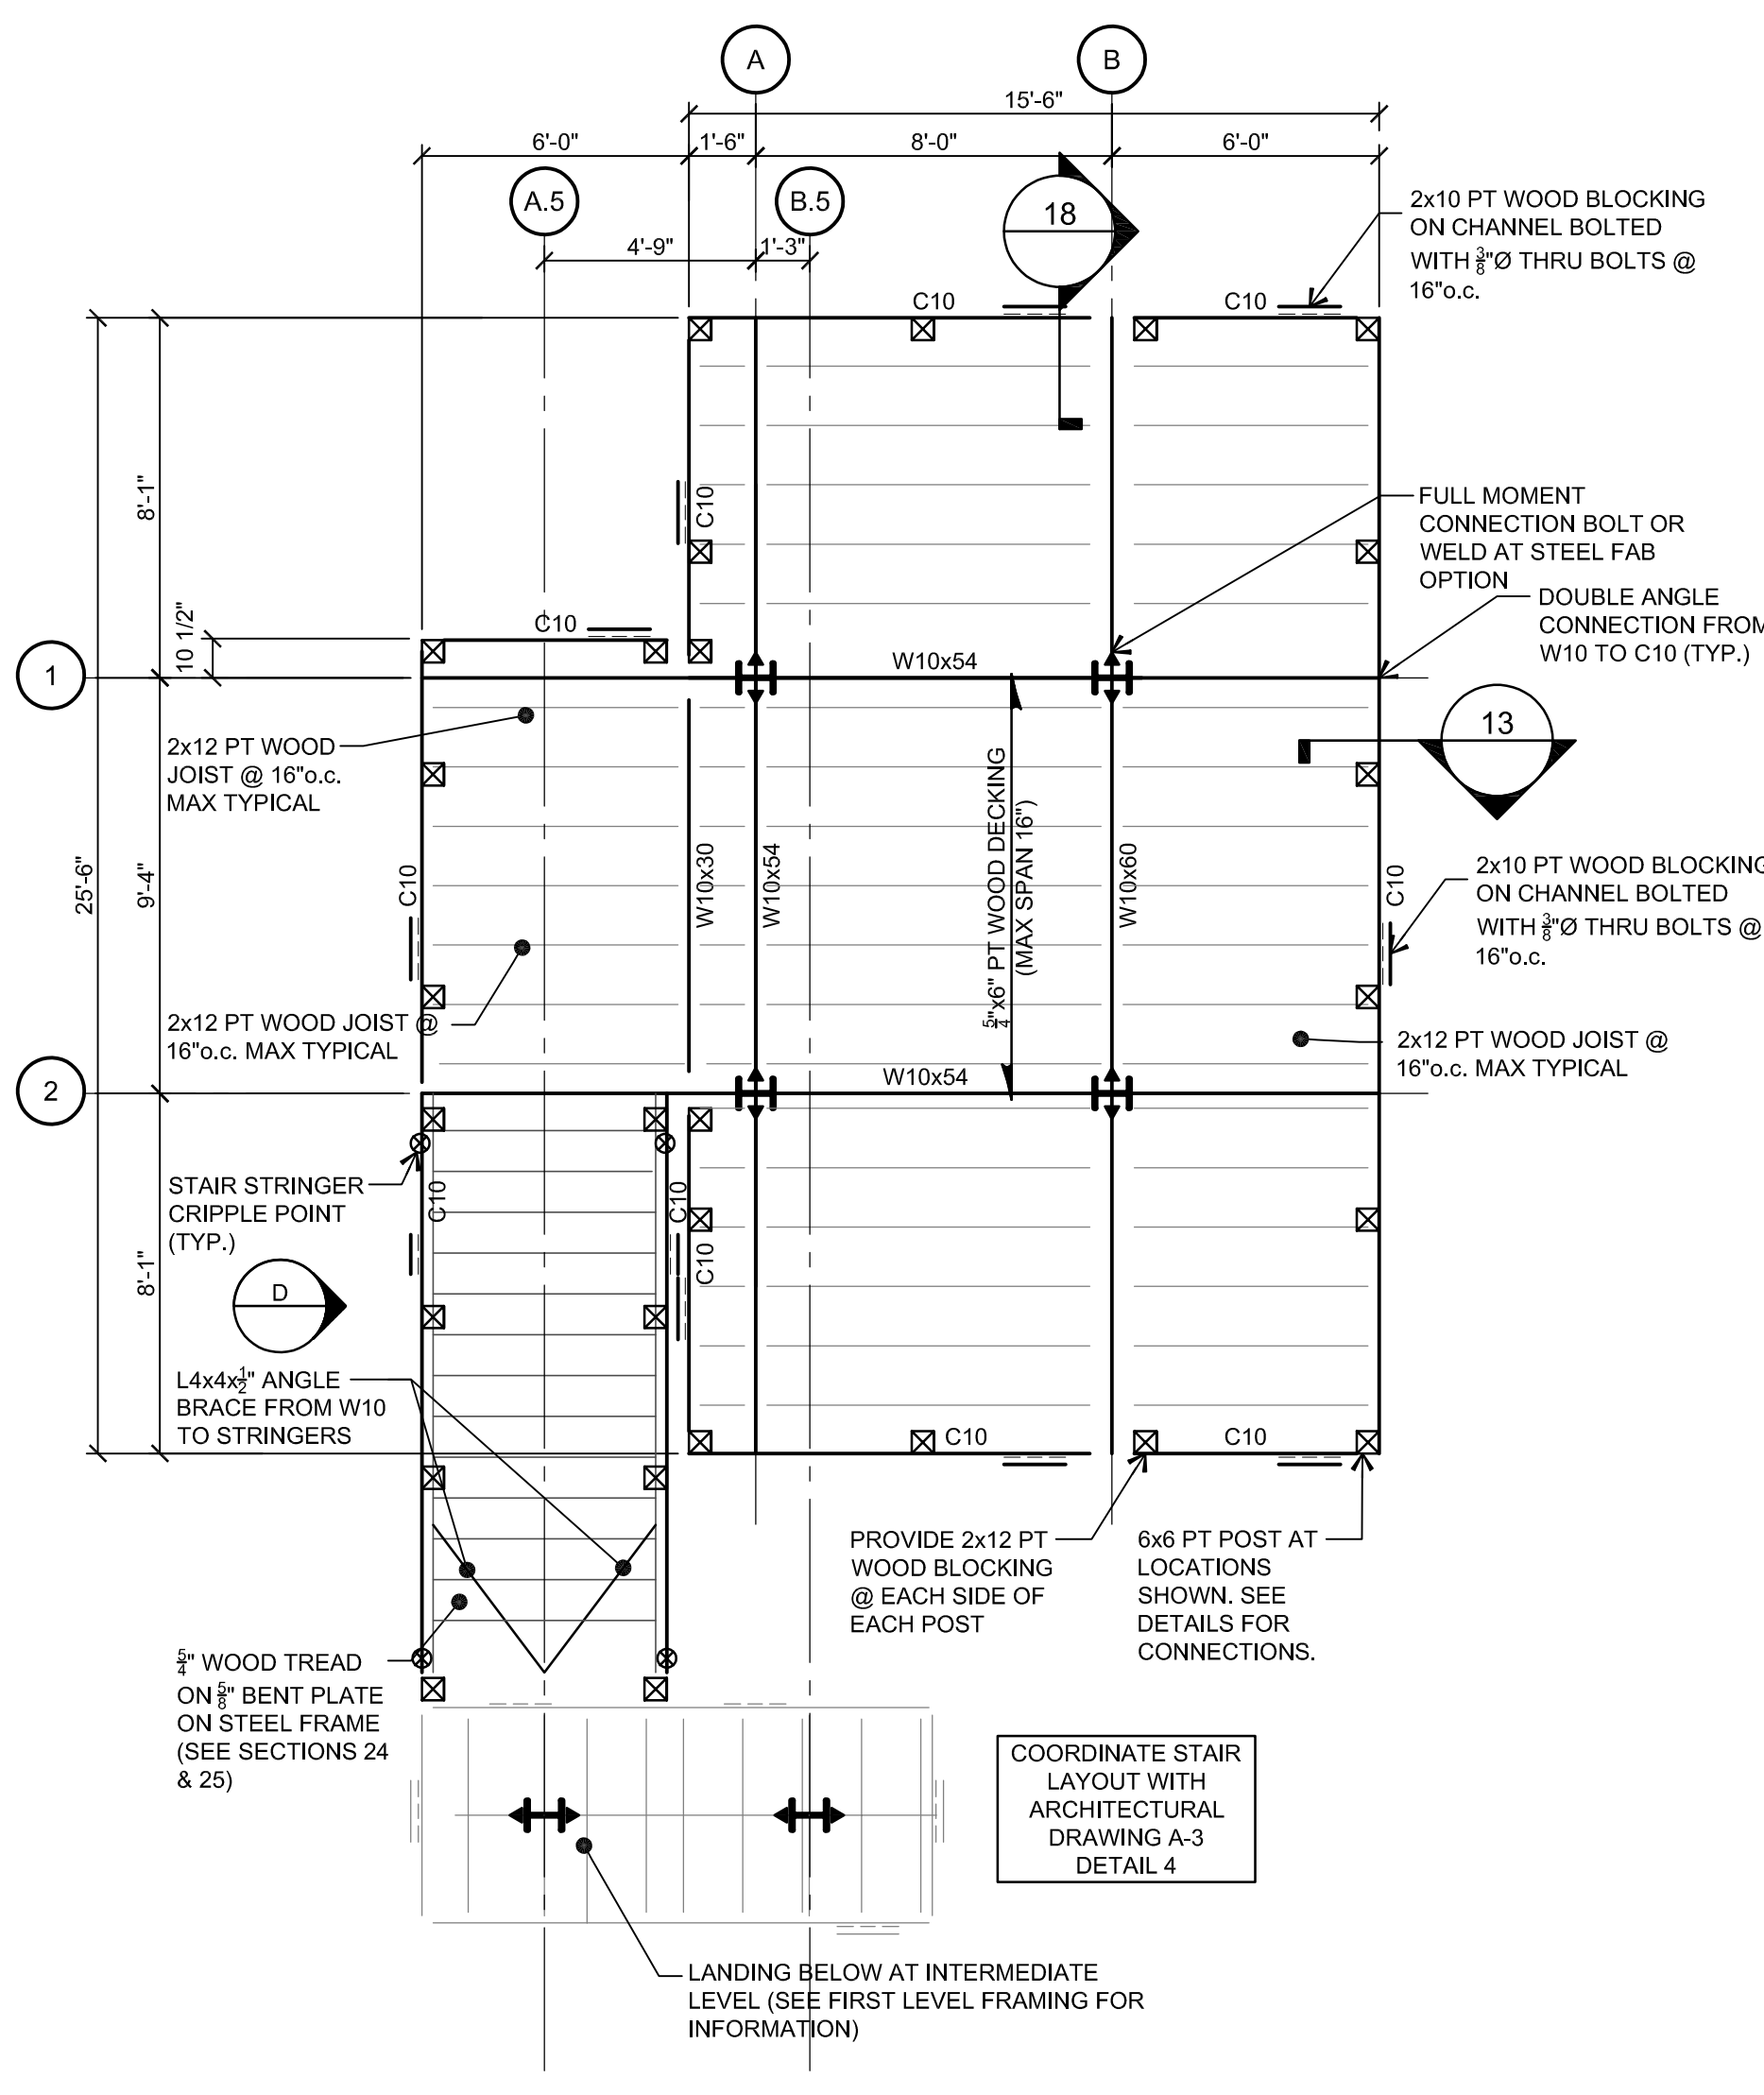 A
B
15'-6"
6'-0"
1'-6"
8'-0"
6'-0"
A.5
B.5
18
4'-9"
1'-3"
2x10 PT WOOD BLOCKING
ON CHANNEL BOLTED
WITH 3/8"Ø THRU BOLTS @
16"o.c.
C10
C10
8'-1"
C10
FULL MOMENT
CONNECTION BOLT OR
WELD AT STEEL FAB
OPTION
DOUBLE ANGLE
CONNECTION FROM
W10 TO C10 (TYP.)
10 1/2"
C10
1
W10x54
13
2x12 PT WOOD
JOIST @ 16"o.c.
MAX TYPICAL
25'-6"
9'-4"
C10
W10x30
W10x54
5/4"x6" PT WOOD DECKING
(MAX SPAN 16")
W10x60
C10
2x10 PT WOOD BLOCKING
ON CHANNEL BOLTED
WITH 3/8"Ø THRU BOLTS @
16"o.c.
2x12 PT WOOD JOIST @
16"o.c. MAX TYPICAL
2x12 PT WOOD JOIST @
16"o.c. MAX TYPICAL
2
W10x54
STAIR STRINGER
CRIPPLE POINT
(TYP.)
C10
C10
C10
8'-1"
D
L4x4x1/2" ANGLE
BRACE FROM W10
TO STRINGERS
C10
C10
PROVIDE 2x12 PT
WOOD BLOCKING
@ EACH SIDE OF
EACH POST
6x6 PT POST AT
LOCATIONS
SHOWN. SEE
DETAILS FOR
CONNECTIONS.
5/4" WOOD TREAD
ON 5/8" BENT PLATE
ON STEEL FRAME
(SEE SECTIONS 24
& 25)
COORDINATE STAIR
LAYOUT WITH
ARCHITECTURAL
DRAWING A-3
DETAIL 4
LANDING BELOW AT INTERMEDIATE
LEVEL (SEE FIRST LEVEL FRAMING FOR
INFORMATION)